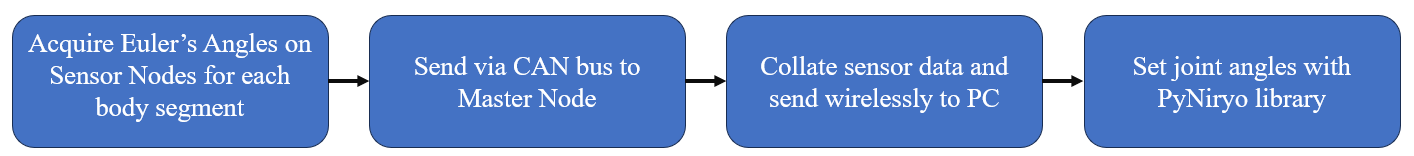 Acquire Euler’s Angles on
Sensor Nodes for each
body segment
Send via CAN bus to
Master Node
Collate sensor data and
send wirelessly to PC
Set joint angles with
PyNiryo library